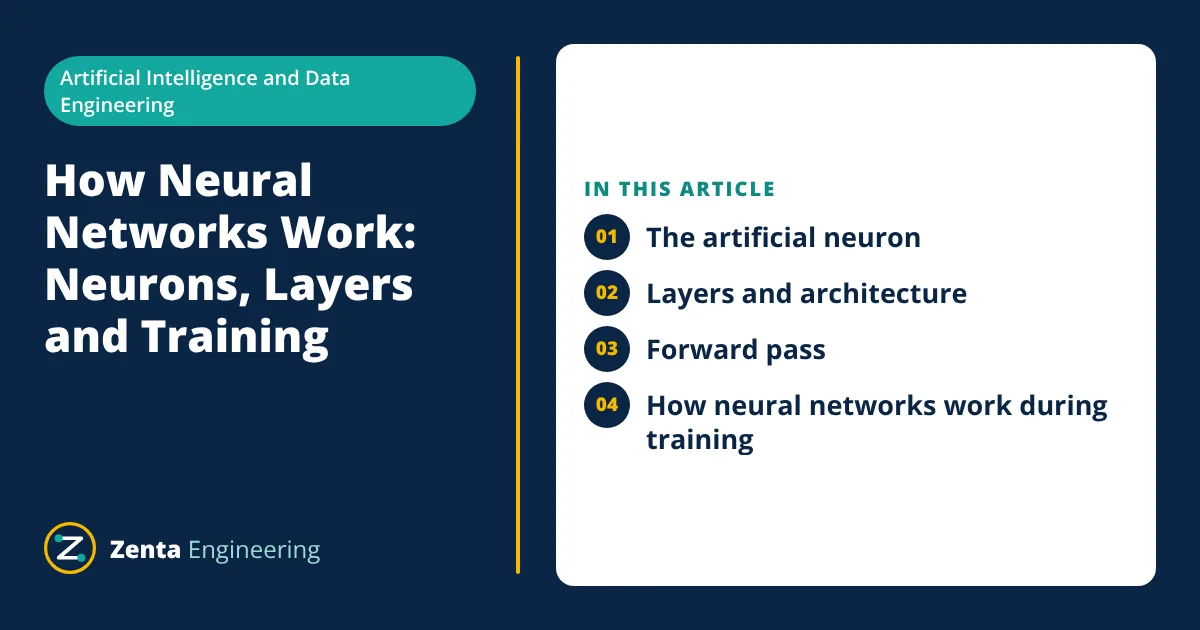 Artificial Intelligence and Data
Engineering
How Neural
Networks Work:
Neurons, Layers
and Training
Zenta Engineering
IN THIS ARTICLE
01 The artificial neuron
02 Layers and architecture
03 Forward pass
04 How neural networks work during
training